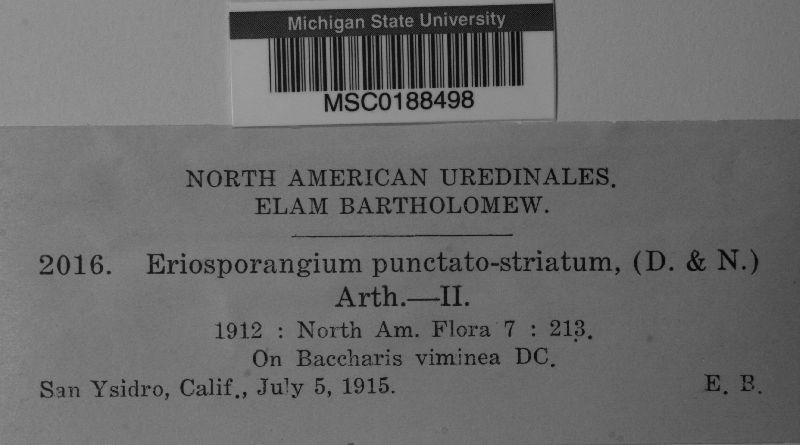 Michigan State University
MSC0188498
NORTH AMERICAN UREDINALES.
ELAM BARTHOLOMEW.
2016. Eriosporangium punctato-striatum, (D. & N.)
Arth.—II.
1912 : North Am. Flora 7 : 213.
On Baccharis viminea DC.
San Ysidro, Calif., July 5, 1915. E. B.